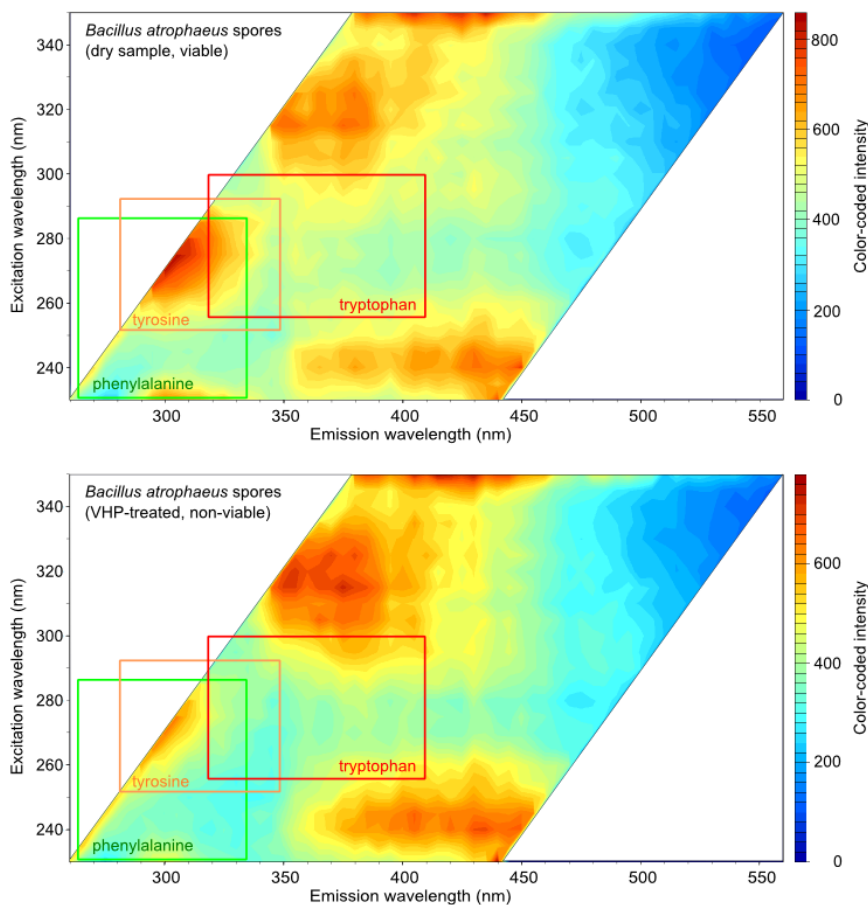 Bacillus atrophaeus spores
(dry sample, viable)
350
340
320
300
280
260
240
Excitation wavelength (nm)
tyrosine
tryptophan
phenylalanine
300
350
400
450
500
550
Emission wavelength (nm)
800
600
400
200
0
Color-coded intensity
Bacillus atrophaeus spores
(VHP-treated, non-viable)
340
320
300
280
260
240
Excitation wavelength (nm)
tyrosine
tryptophan
phenylalanine
300
350
400
450
500
550
Emission wavelength (nm)
600
400
200
0
Color-coded intensity